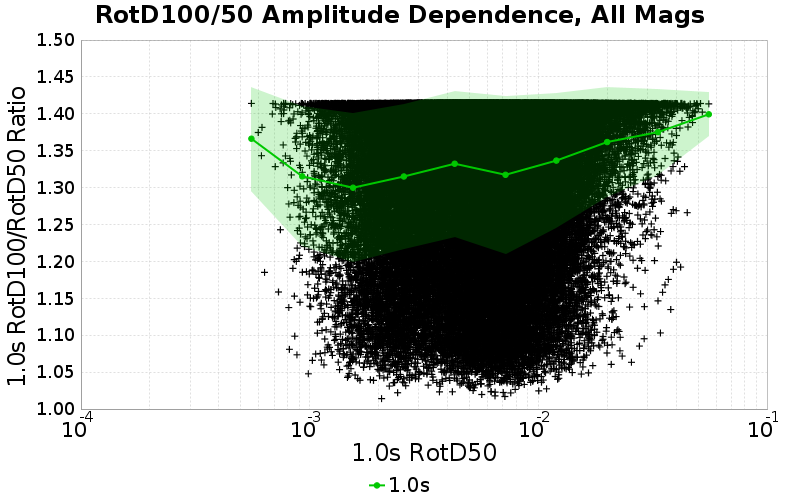 RotD100/50 Amplitude Dependence, All Mags
1.50
1.45
1.40
1.35
1.30
1.25
1.20
1.15
1.10
1.05
1.00
1.0s RotD100/RotD50 Ratio
10-4 10-3 10-2 10-1
1.0s RotD50
1.0s